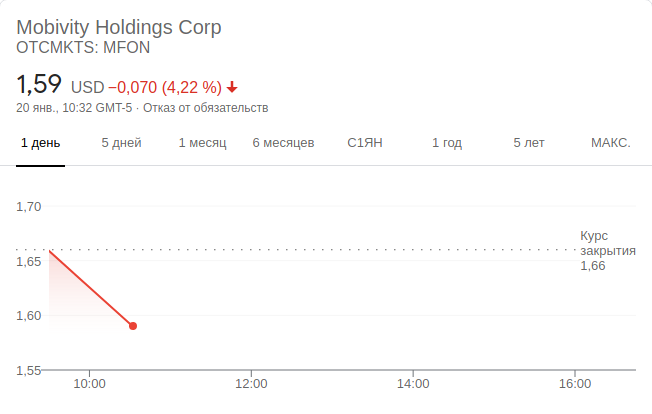 Mobivity Holdings Corp
OTCMKTS: MFON
1,59 USD −0,070 (4,22 %)
20 янв., 10:32 GMT-5 · Отказ от обязательств
1 день 5 дней 1 месяц 6 месяцев С1ЯН 1 год 5 лет МАКС.
1,70
Курс
закрытия
1,66
1,65
1,60
1,55
10:00 12:00 14:00 16:00